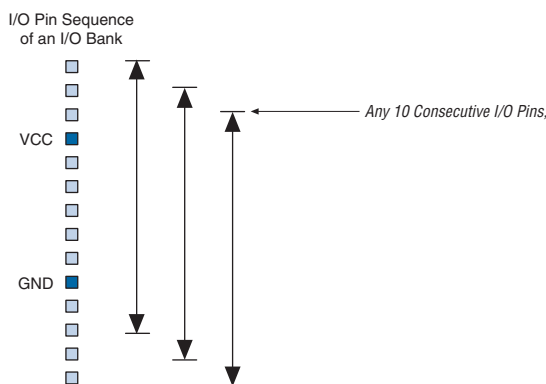 I/O Pin Sequence
of an I/O Bank
Any 10 Consecutive I/O Pins,
VCC
GND